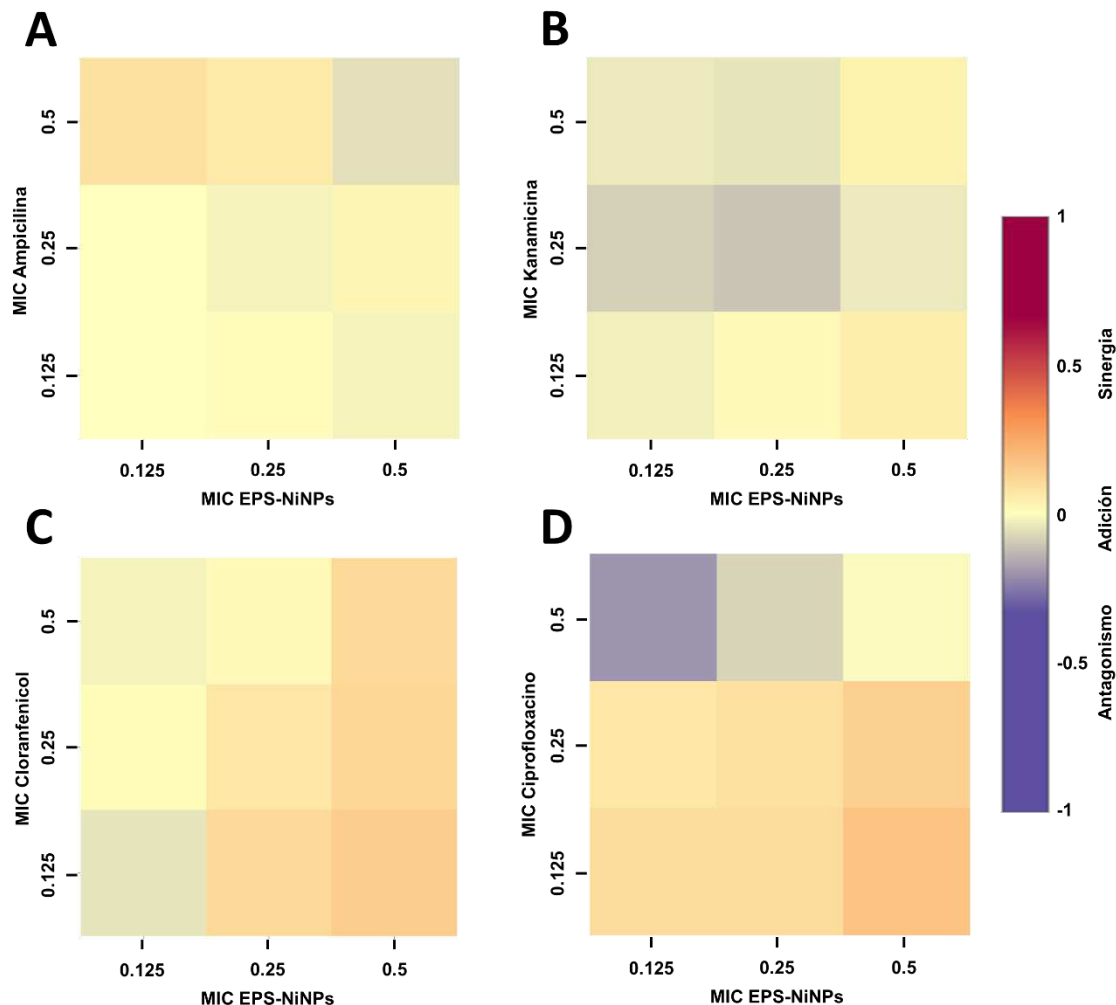 A
MIC Ampicilina
0.5
0.25
0.125
0.125 0.25 0.5
MIC EPS-NiNPs
B
MIC Kanamicina
0.5
0.25
0.125
0.125 0.25 0.5
MIC EPS-NiNPs
C
MIC Cloranfenicol
0.5
0.25
0.125
0.125 0.25 0.5
MIC EPS-NiNPs
D
MIC Ciprofloxacino
0.5
0.25
0.125
0.125 0.25 0.5
MIC EPS-NiNPs
1
0.5
0
-0.5
-1
Sinergia
Adición
Antagonismo